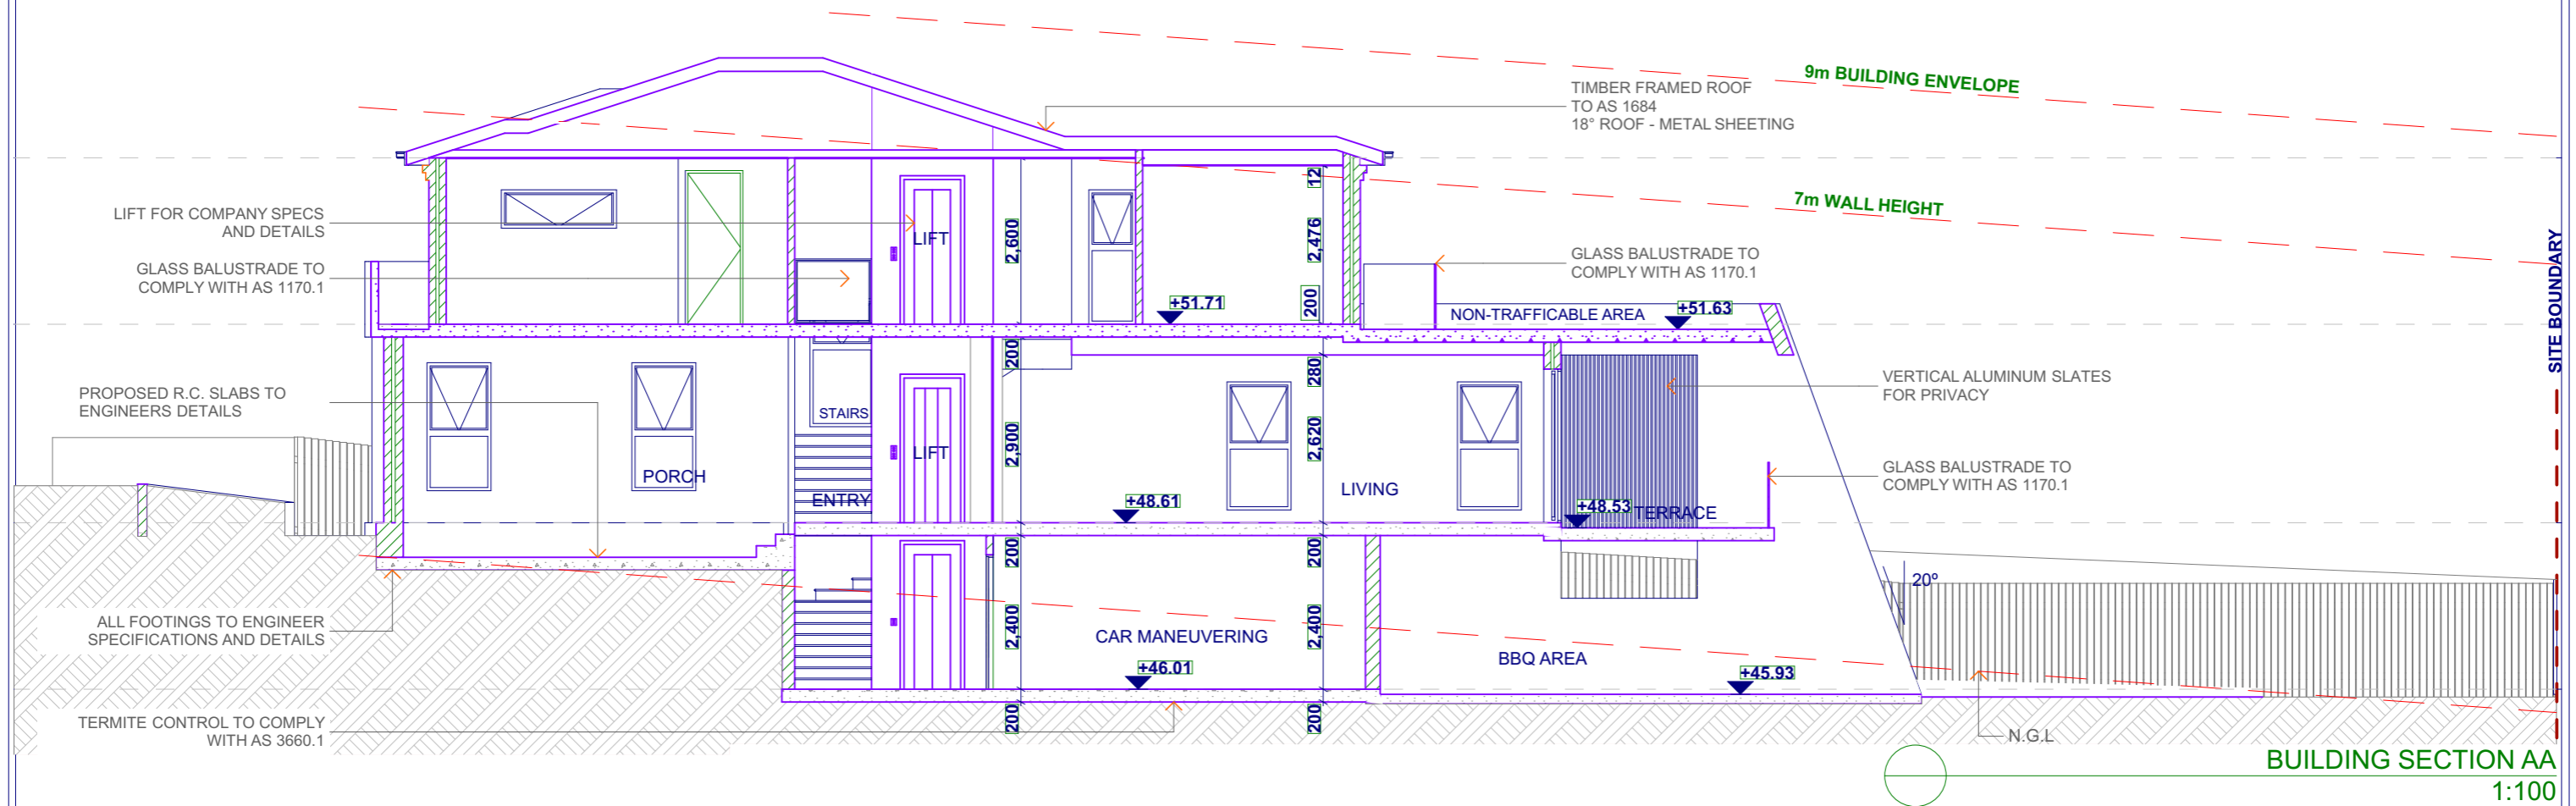 9m BUILDING ENVELOPE
TIMBER FRAMED ROOF
TO AS 1684
18° ROOF - METAL SHEETING
7m WALL HEIGHT
LIFT FOR COMPANY SPECS
AND DETAILS
GLASS BALUSTRADE TO
COMPLY WITH AS 1170.1
LIFT
2,600
12
2,476
200
+51.71
GLASS BALUSTRADE TO
COMPLY WITH AS 1170.1
NON-TRAFFICABLE AREA
+51.63
SITE BOUNDARY
PROPOSED R.C. SLABS TO
ENGINEERS DETAILS
PORCH
STAIRS
ENTRY
LIFT
200
2,900
280
2,620
+48.61
LIVING
+48.53
TERRACE
VERTICAL ALUMINUM SLATES
FOR PRIVACY
GLASS BALUSTRADE TO
COMPLY WITH AS 1170.1
20º
ALL FOOTINGS TO ENGINEER
SPECIFICATIONS AND DETAILS
200
2,400
200
2,400
CAR MANEUVERING
+46.01
BBQ AREA
+45.93
200
200
TERMITE CONTROL TO COMPLY
WITH AS 3660.1
N.G.L
BUILDING SECTION AA
1:100